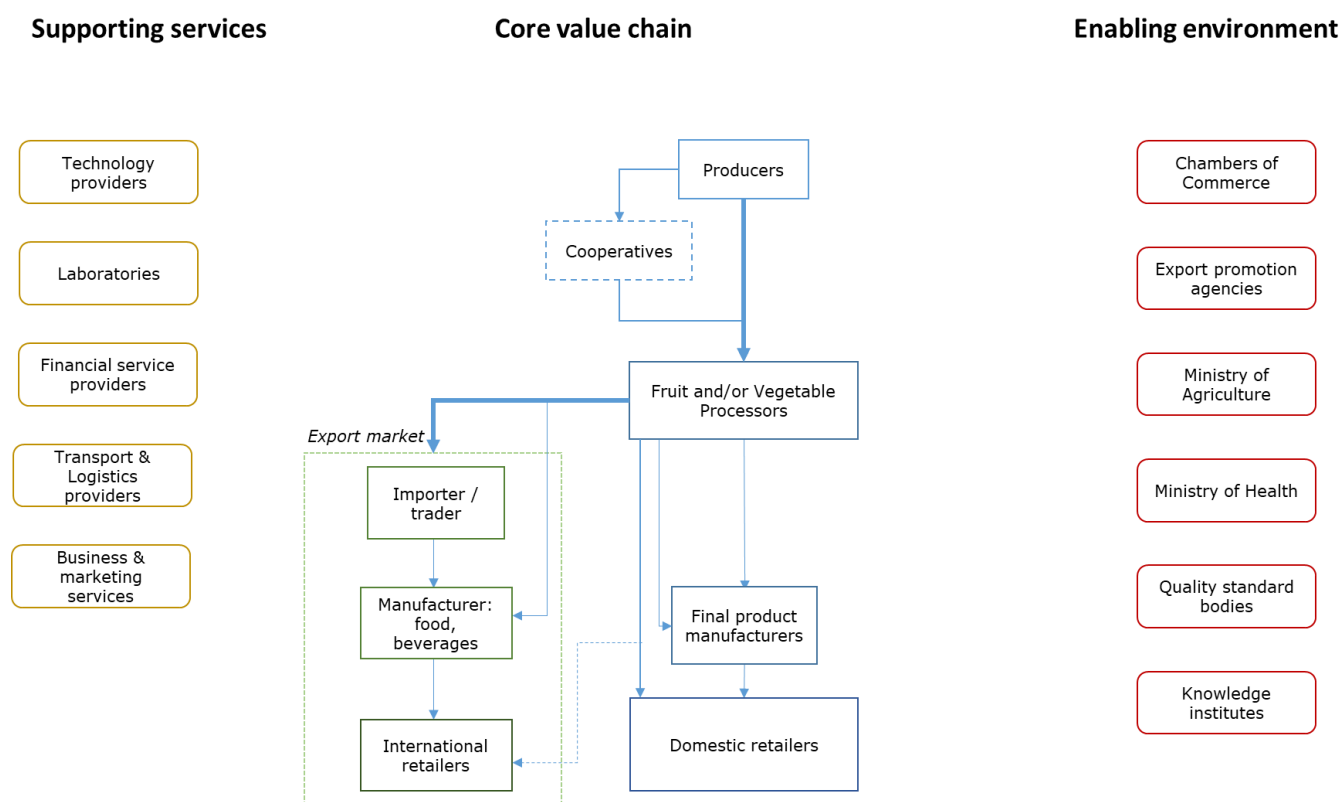 Supporting services
Core value chain
Enabling environment
Technology
providers
Laboratories
Financial service
providers
Transport &
Logistics
providers
Business &
marketing
services
Producers
Cooperatives
Fruit and/or Vegetable
Processors
Export market
Importer /
trader
Manufacturer:
food,
beverages
International
retailers
Final product
manufacturers
Domestic retailers
Chambers of
Commerce
Export promotion
agencies
Ministry of
Agriculture
Ministry of Health
Quality standard
bodies
Knowledge
institutes